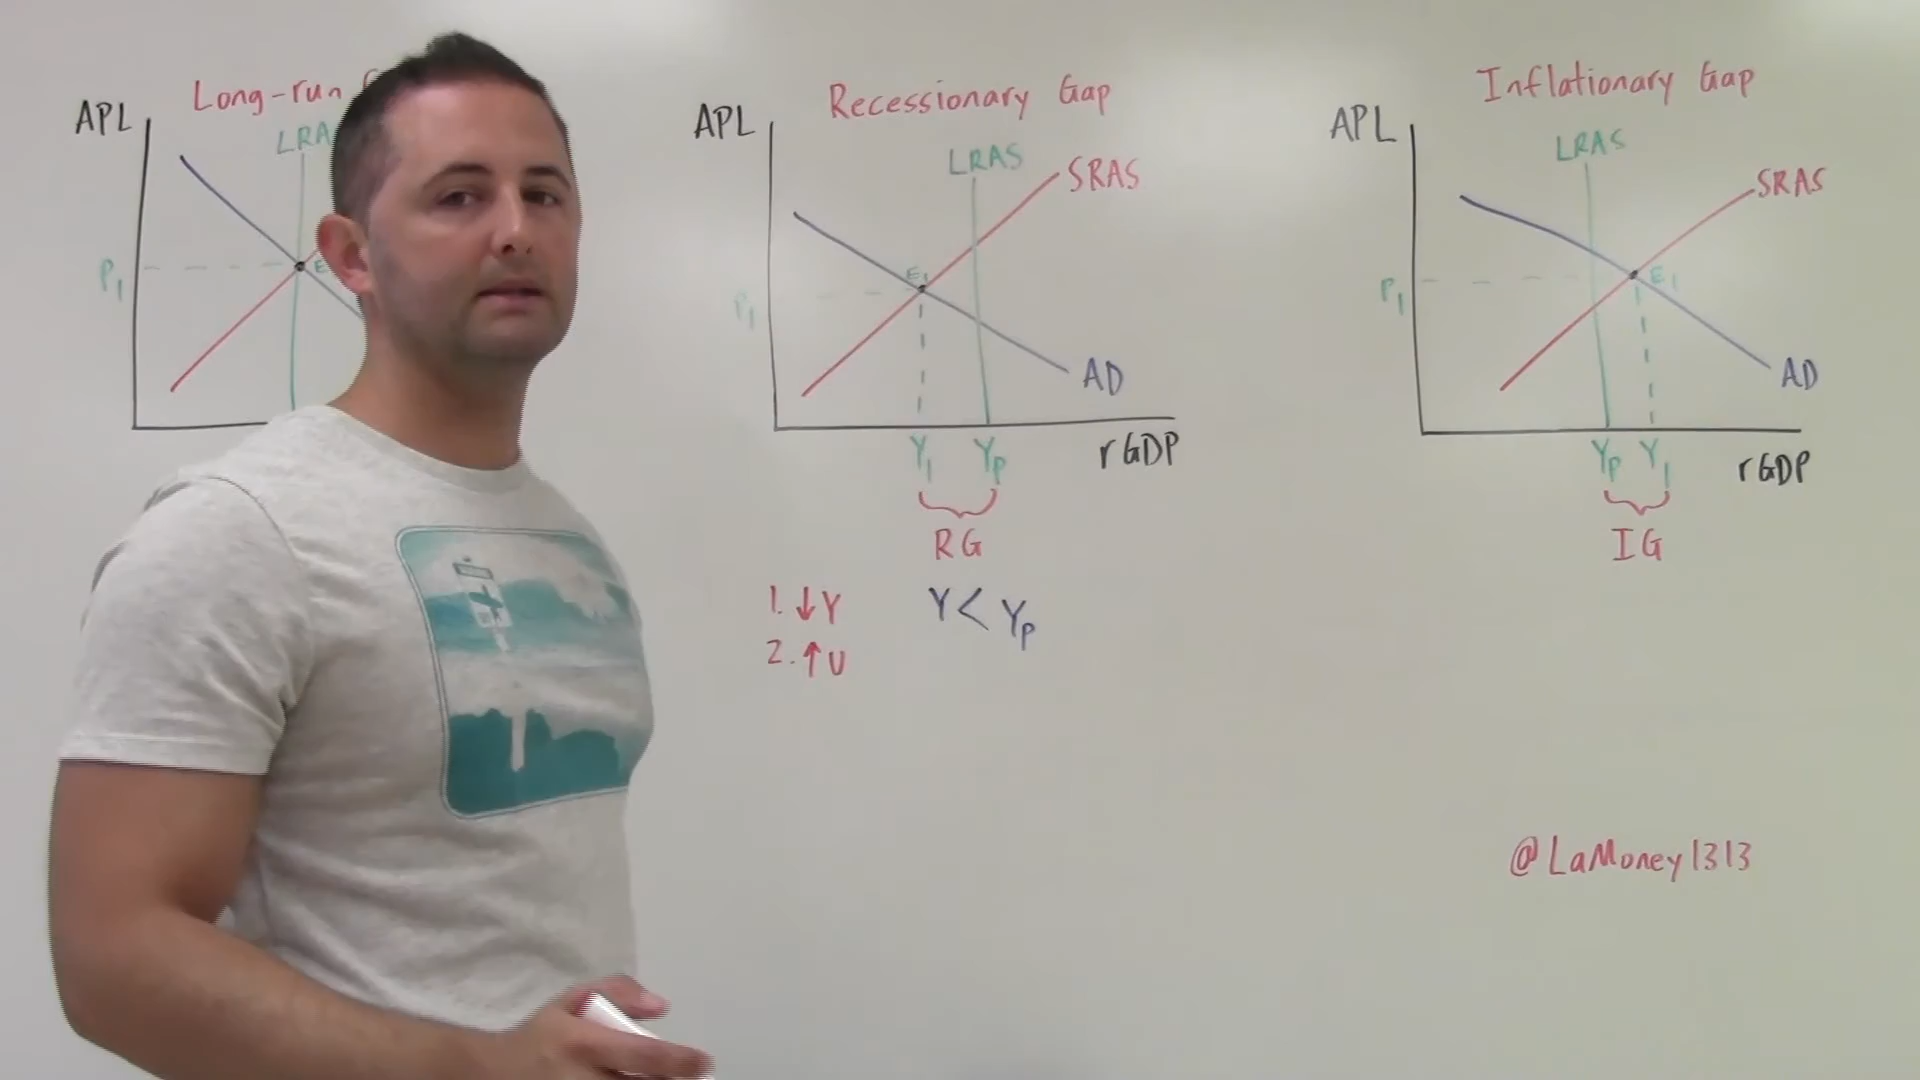 Long-run
APL
LRA
P1
E
Recessionary Gap
APL
LRAS
SRAS
E1
P1
AD
Y1 YP
rGDP
RG
1. ↓Y
2. ↑U
Y < YP
Inflationary Gap
APL
LRAS
SRAS
P1
E1
AD
YP Y1
rGDP
IG
@LaMoney1313